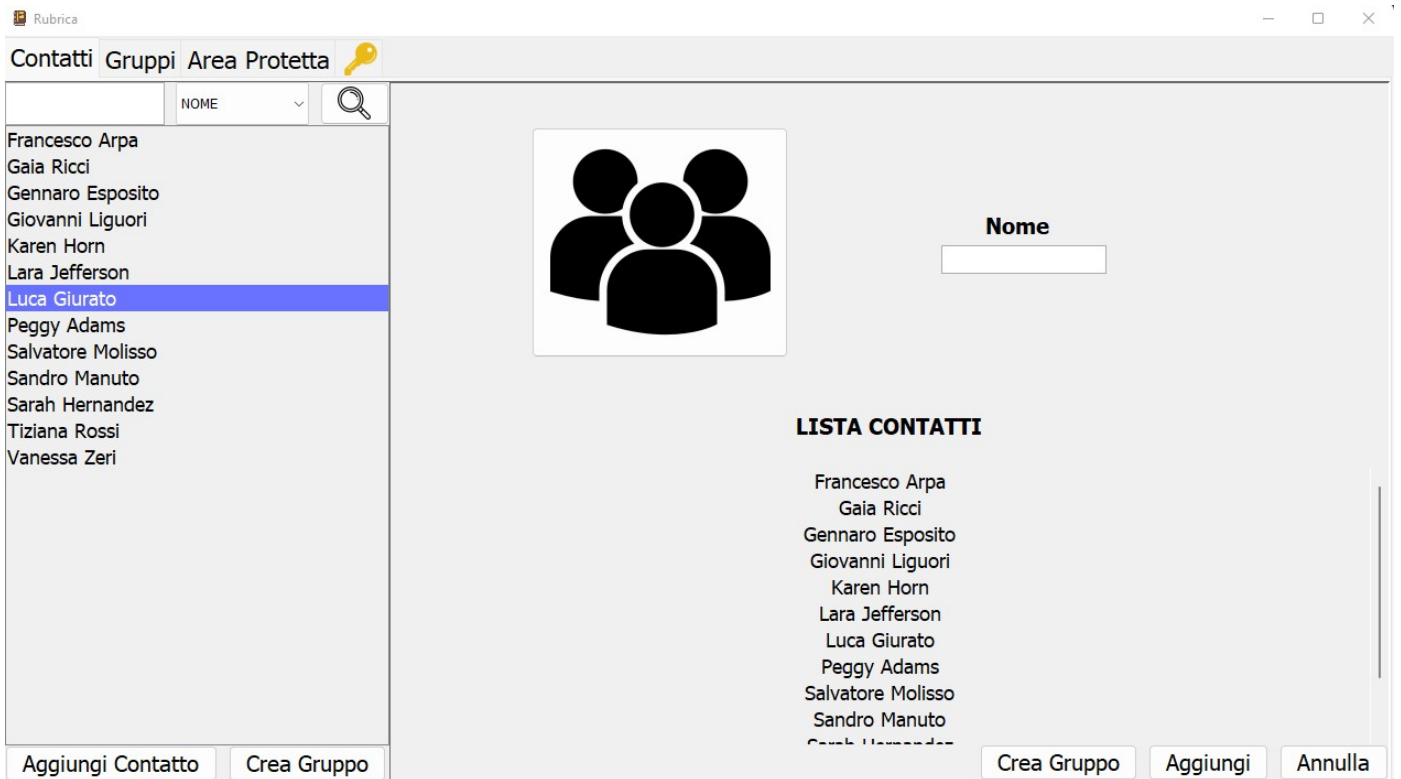 Rubrica
Contatti Gruppi Area Protetta
NOME
Francesco Arpa
Gaia Ricci
Gennaro Esposito
Giovanni Liguori
Karen Horn
Lara Jefferson
Luca Giurato
Peggy Adams
Salvatore Molisso
Sandro Manuto
Sarah Hernandez
Tiziana Rossi
Vanessa Zeri
Aggiungi Contatto Crea Gruppo
Nome
LISTA CONTATTI
Francesco Arpa
Gaia Ricci
Gennaro Esposito
Giovanni Liguori
Karen Horn
Lara Jefferson
Luca Giurato
Peggy Adams
Salvatore Molisso
Sandro Manuto
Sarah Hernandez
Crea Gruppo Aggiungi Annulla